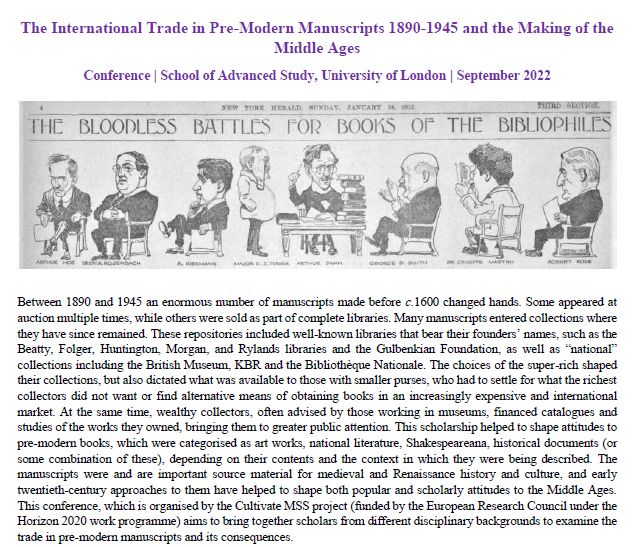 The International Trade in Pre-Modern Manuscripts 1890-1945 and the Making of the
Middle Ages
Conference | School of Advanced Study, University of London | September 2022
4 NEW YORK HERALD, SUNDAY, JANUARY 14, 1912. THIRD SECTION.
THE BLOODLESS BATTLES FOR BOOKS OF THE BIBLIOPHILES
ARTHUR HOE ROSENBACH A. REEMANN MAJOR ARTHUR SWAN GEORGE D. SMITH DR. GIUSEPPE MARTINI ROBERT HOE
Between 1890 and 1945 an enormous number of manuscripts made before c.1600 changed hands. Some appeared at
auction multiple times, while others were sold as part of complete libraries. Many manuscripts entered collections where
they have since remained. These repositories included well-known libraries that bear their founders' names, such as the
Beatty, Folger, Huntington, Morgan, and Rylands libraries and the Gulbenkian Foundation, as well as "national"
collections including the British Museum, KBR and the Bibliothèque Nationale. The choices of the super-rich shaped
their collections, but also dictated what was available to those with smaller purses, who had to settle for what the richest
collectors did not want or find alternative means of obtaining books in an increasingly expensive and international
market. At the same time, wealthy collectors, often advised by those working in museums, financed catalogues and
studies of the works they owned, bringing them to greater public attention. This scholarship helped to shape attitudes to
pre-modern books, which were categorised as art works, national literature, Shakespeareana, historical documents (or
some combination of these), depending on their contents and the context in which they were being described. The
manuscripts were and are important source material for medieval and Renaissance history and culture, and early
twentieth-century approaches to them have helped to shape both popular and scholarly attitudes to the Middle Ages.
This conference, which is organised by the Cultivate MSS project (funded by the European Research Council under the
Horizon 2020 work programme) aims to bring together scholars from different disciplinary backgrounds to examine the
trade in pre-modern manuscripts and its consequences.